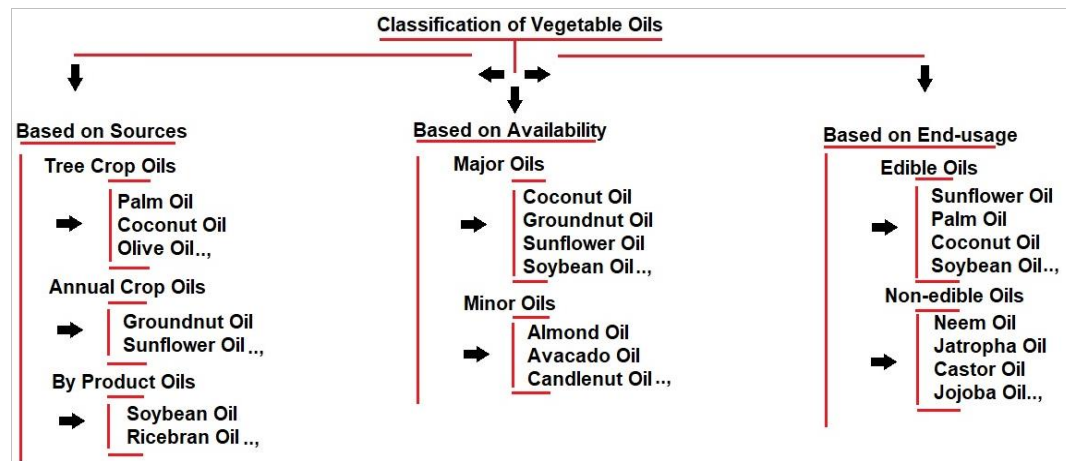 Classification of Vegetable Oils
Based on Sources
Tree Crop Oils
Palm Oil
Coconut Oil
Olive Oil..,
Annual Crop Oils
Groundnut Oil
Sunflower Oil ..,
By Product Oils
Soybean Oil
Ricebran Oil ..,
Based on Availability
Major Oils
Coconut Oil
Groundnut Oil
Sunflower Oil
Soybean Oil..,
Minor Oils
Almond Oil
Avacado Oil
Candlenut Oil ..,
Based on End-usage
Edible Oils
Sunflower Oil
Palm Oil
Coconut Oil
Soybean Oil..,
Non-edible Oils
Neem Oil
Jatropha Oil
Castor Oil
Jojoba Oil..,